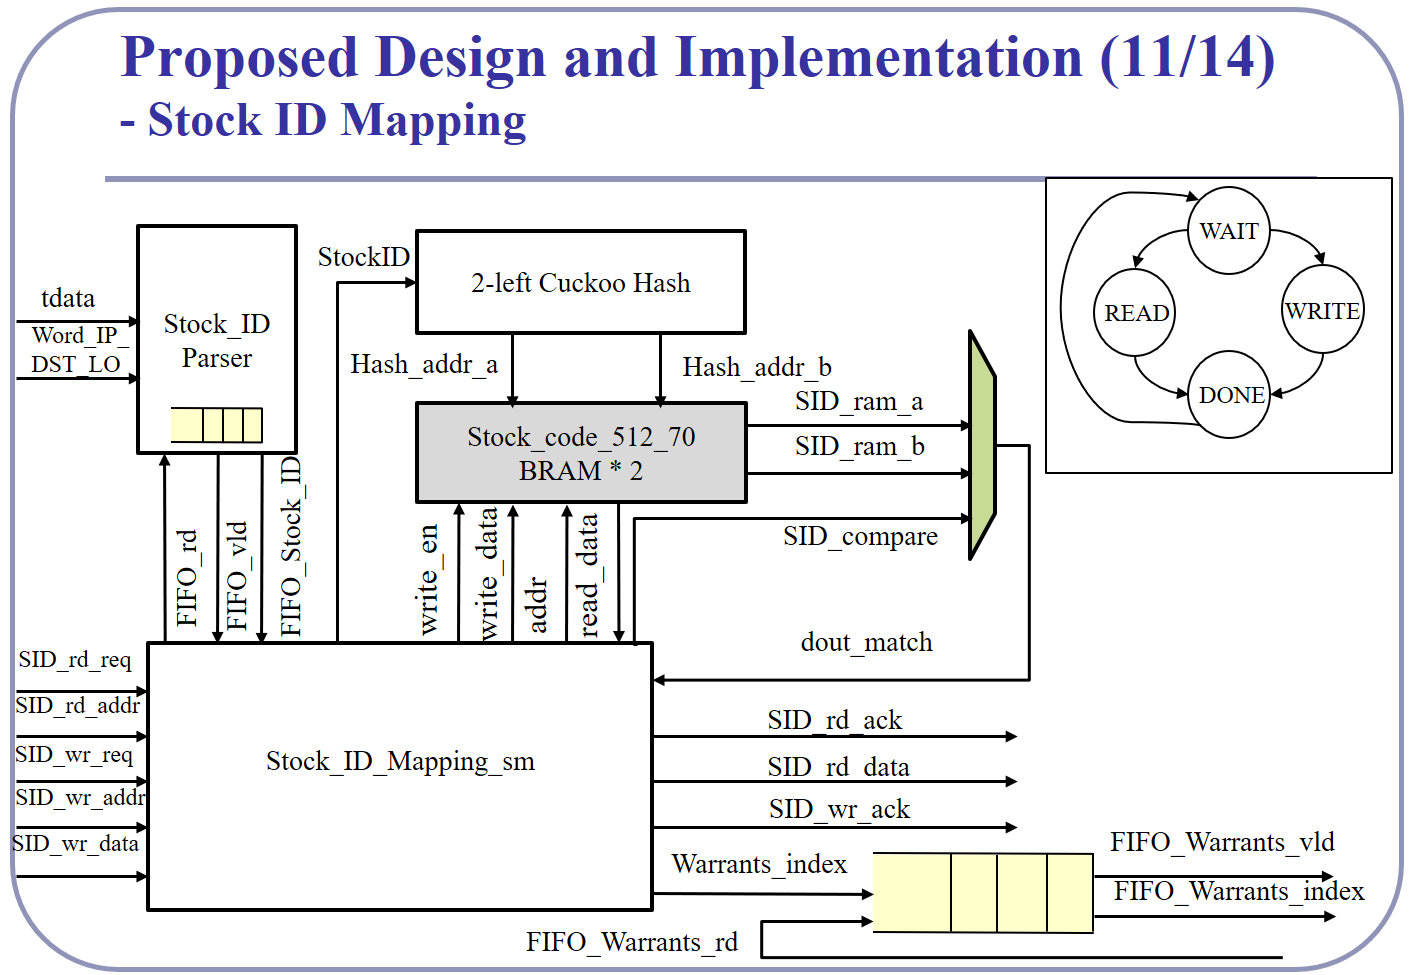 Proposed Design and Implementation (11/14)
- Stock ID Mapping
WAIT
READ
WRITE
DONE
StockID
2-left Cuckoo Hash
tdata
Word_IP_
DST_LO
Stock_ID
Parser
Hash_addr_a
Hash_addr_b
SID_ram_a
SID_ram_b
Stock_code_512_70
BRAM * 2
SID_compare
FIFO_rd
FIFO_vld
FIFO_Stock_ID
write_en
write_data
addr
read_data
dout_match
SID_rd_req
SID_rd_addr
SID_wr_req
SID_wr_addr
SID_wr_data
Stock_ID_Mapping_sm
SID_rd_ack
SID_rd_data
SID_wr_ack
Warrants_index
FIFO_Warrants_vld
FIFO_Warrants_index
FIFO_Warrants_rd